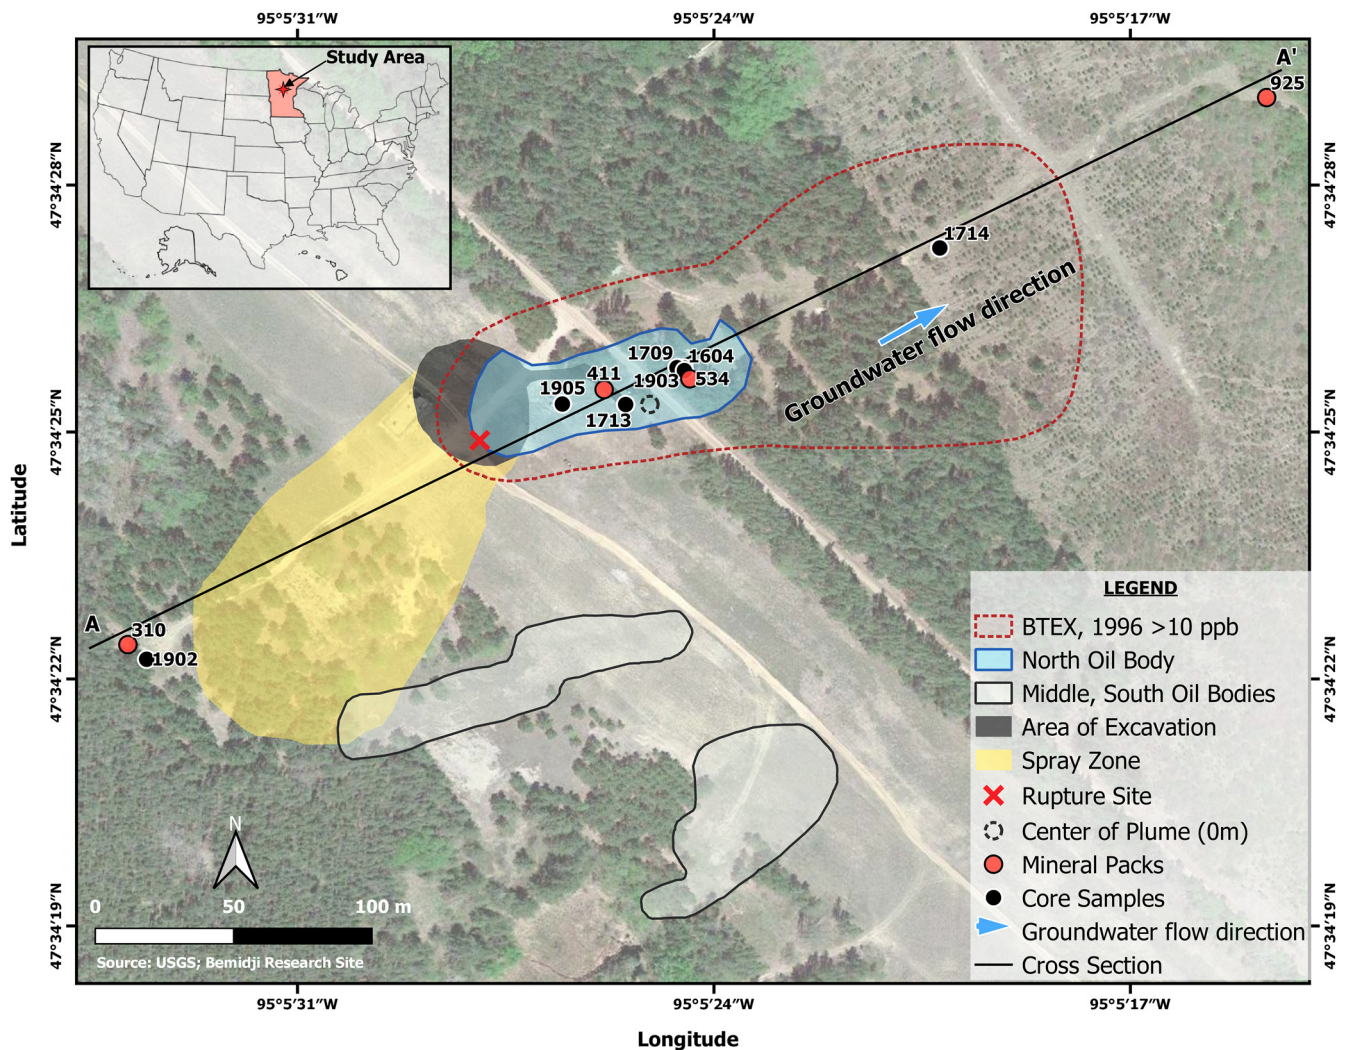 95°5′31″W
95°5′24″W
95°5′17″W
Study Area
A'
925
47°34′28″N
47°34′28″N
1714
Groundwater flow direction
1709
1604
411
1903
534
1905
1713
47°34′25″N
47°34′25″N
Latitude
A
310
1902
47°34′22″N
47°34′22″N
LEGEND
BTEX, 1996 >10 ppb
North Oil Body
Middle, South Oil Bodies
Area of Excavation
Spray Zone
Rupture Site
Center of Plume (0m)
Mineral Packs
Core Samples
Groundwater flow direction
Cross Section
N
0 50 100 m
Source: USGS; Bemidji Research Site
47°34′19″N
47°34′19″N
95°5′31″W
95°5′24″W
95°5′17″W
Longitude